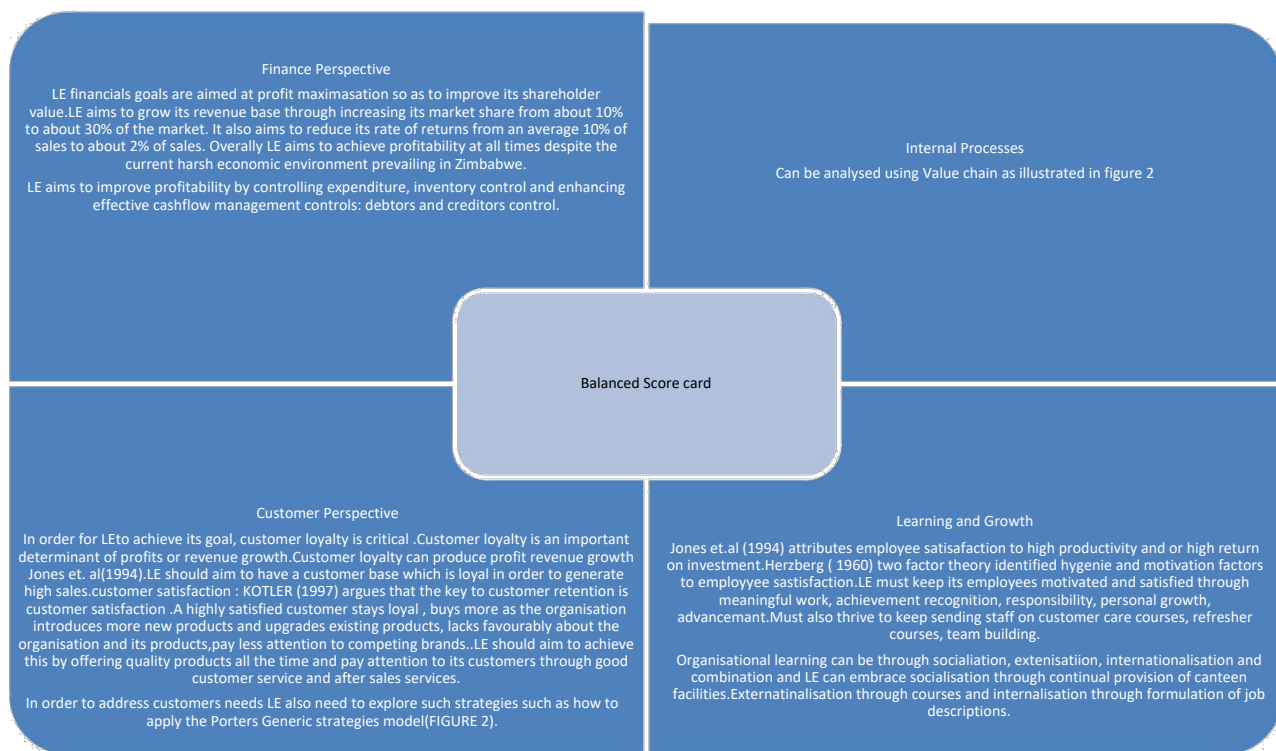 Finance Perspective
LE financials goals are aimed at profit maximasation so as to improve its shareholder
value.LE aims to grow its revenue base through increasing its market share from about 10%
to about 30% of the market. It also aims to reduce its rate of returns from an average 10% of
sales to about 2% of sales. Overally LE aims to achieve profitability at all times despite the
current harsh economic environment prevailing in Zimbabwe.
LE aims to improve profitability by controlling expenditure, inventory control and enhancing
effective cashflow management controls: debtors and creditors control.
Internal Processes
Can be analysed using Value chain as illustrated in figure 2
Balanced Score card
Customer Perspective
In order for LEto achieve its goal, customer loyalty is critical .Customer loyalty is an important
determinant of profits or revenue growth.Customer loyalty can produce profit revenue growth
Jones et. al(1994).LE should aim to have a customer base which is loyal in order to generate
high sales.customer satisfaction : KOTLER (1997) argues that the key to customer retention is
customer satisfaction .A highly satisfied customer stays loyal , buys more as the organisation
introduces more new products and upgrades existing products, lacks favourably about the
organisation and its products,pay less attention to competing brands..LE should aim to achieve
this by offering quality products all the time and pay attention to its customers through good
customer service and after sales services.
In order to address customers needs LE also need to explore such strategies such as how to
apply the Porters Generic strategies model(FIGURE 2).
Learning and Growth
Jones et.al (1994) attributes employee satisafaction to high productivity and or high return
on investment.Herzberg ( 1960) two factor theory identified hygenie and motivation factors
to employyee sastisfaction.LE must keep its employees motivated and satisfied through
meaningful work, achievement recognition, responsibility, personal growth,
advancemant.Must also thrive to keep sending staff on customer care courses, refresher
courses, team building.
Organisational learning can be through socialiation, extenisatiion, internationalisation and
combination and LE can embrace socialisation through continual provision of canteen
facilities.Externatinalisation through courses and internalisation through formulation of job
descriptions.